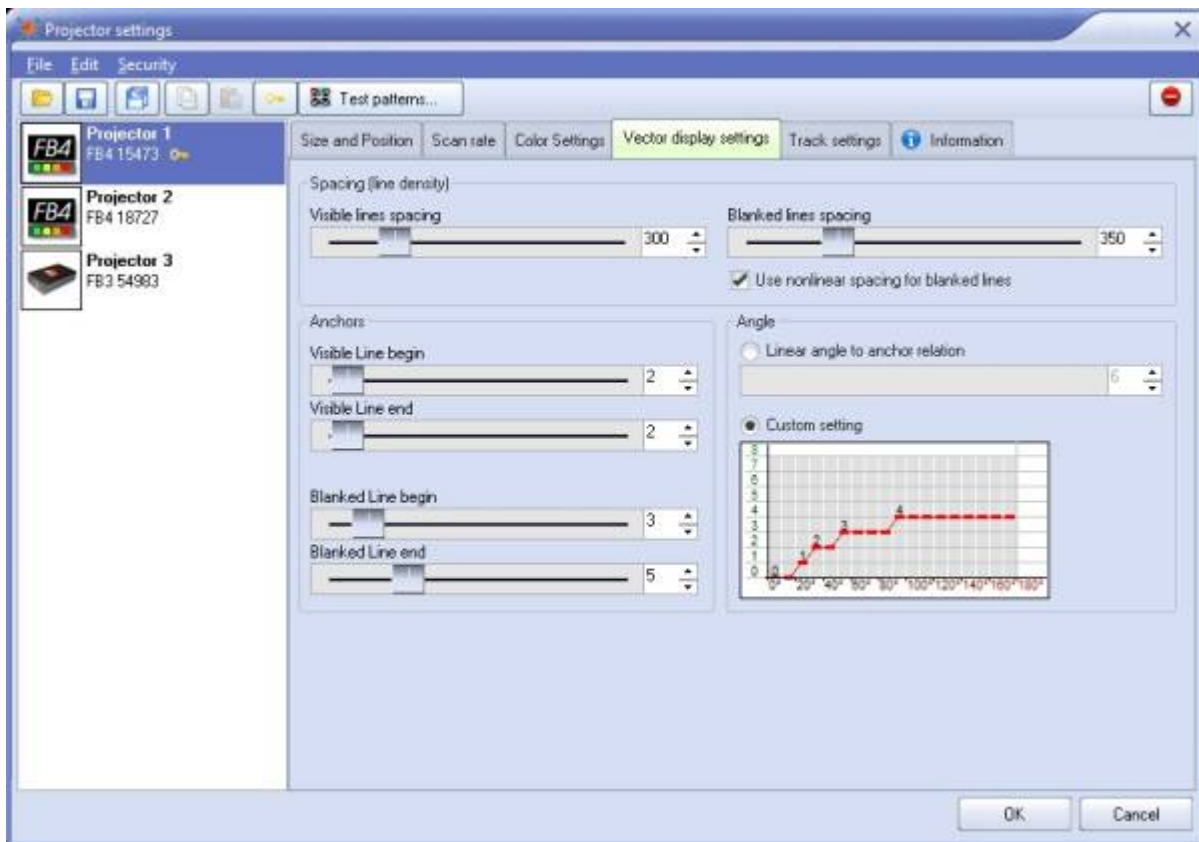 Projector settings
File Edit Security
Test patterns...
FB4
Projector 1
FB4 15473
FB4
Projector 2
FB4 18727
Projector 3
FB3 54983
Size and Position
Scan rate
Color Settings
Vector display settings
Track settings
Information
Spacing (line density)
Visible lines spacing
300
Blanked lines spacing
350
Use nonlinear spacing for blanked lines
Anchors
Visible Line begin
2
Visible Line end
2
Blanked Line begin
3
Blanked Line end
5
Angle
Linear angle to anchor relation
6
Custom setting
8
7
6
5
4
3
2
1
0
0 1 2 3 4
0° 20° 40° 60° 80° 100° 120° 140° 160° 180°
OK
Cancel